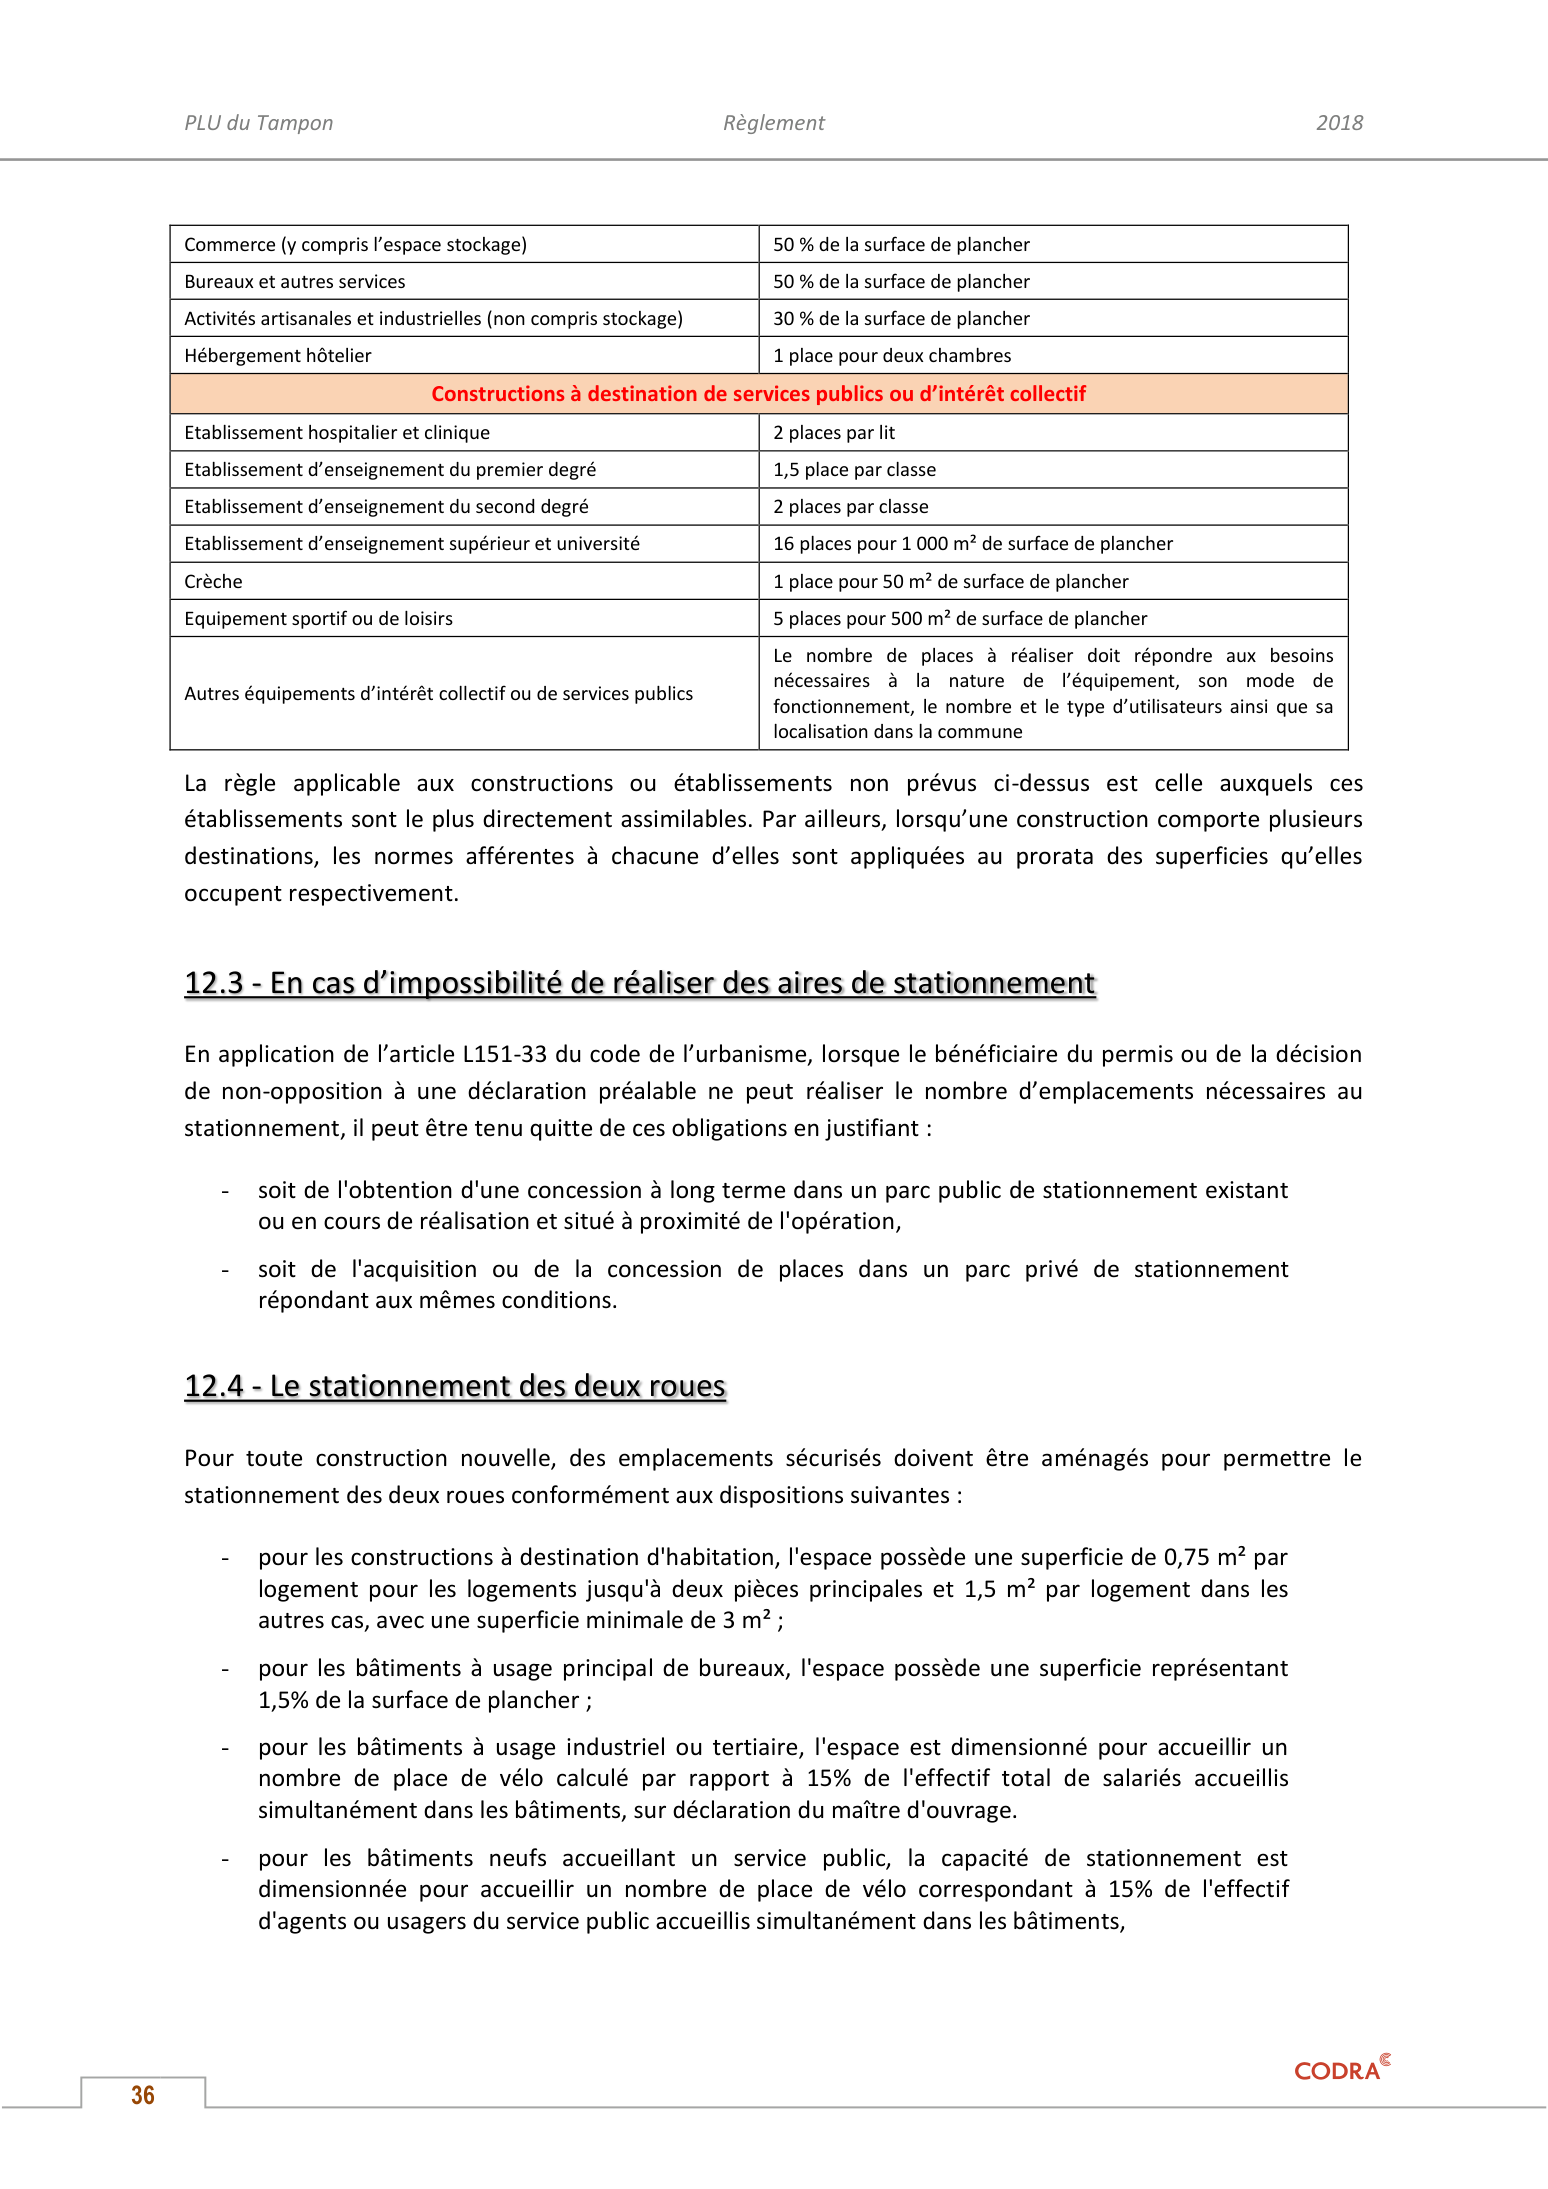 PLU du Tampon Règlement 2018
Commerce (y compris l’espace stockage) 50 % de la surface de plancher
Bureaux et autres services 50 % de la surface de plancher
Activités artisanales et industrielles (non compris stockage) 30 % de la surface de plancher
Hébergement hôtelier 1 place pour deux chambres
Constructions à destination de services publics ou d’intérêt collectif
Etablissement hospitalier et clinique 2 places par lit
Etablissement d’enseignement du premier degré 1,5 place par classe
Etablissement d’enseignement du second degré 2 places par classe
Etablissement d’enseignement supérieur et université 16 places pour 1 000 m² de surface de plancher
Crèche 1 place pour 50 m² de surface de plancher
Equipement sportif ou de loisirs 5 places pour 500 m² de surface de plancher
Autres équipements d’intérêt collectif ou de services publics
Le nombre de places à réaliser doit répondre aux besoins
nécessaires à la nature de l’équipement, son mode de
fonctionnement, le nombre et le type d’utilisateurs ainsi que sa
localisation dans la commune
La règle applicable aux constructions ou établissements non prévus ci-dessus est celle auxquels ces
établissements sont le plus directement assimilables. Par ailleurs, lorsqu’une construction comporte plusieurs
destinations, les normes afférentes à chacune d’elles sont appliquées au prorata des superficies qu’elles
occupent respectivement.
12.3 - En cas d’impossibilité de réaliser des aires de stationnement
En application de l’article L151-33 du code de l’urbanisme, lorsque le bénéficiaire du permis ou de la décision
de non-opposition à une déclaration préalable ne peut réaliser le nombre d’emplacements nécessaires au
stationnement, il peut être tenu quitte de ces obligations en justifiant :
- soit de l'obtention d'une concession à long terme dans un parc public de stationnement existant
ou en cours de réalisation et situé à proximité de l'opération,
- soit de l'acquisition ou de la concession de places dans un parc privé de stationnement
répondant aux mêmes conditions.
12.4 - Le stationnement des deux roues
Pour toute construction nouvelle, des emplacements sécurisés doivent être aménagés pour permettre le
stationnement des deux roues conformément aux dispositions suivantes :
- pour les constructions à destination d'habitation, l'espace possède une superficie de 0,75 m² par
logement pour les logements jusqu'à deux pièces principales et 1,5 m² par logement dans les
autres cas, avec une superficie minimale de 3 m² ;
- pour les bâtiments à usage principal de bureaux, l'espace possède une superficie représentant
1,5% de la surface de plancher ;
- pour les bâtiments à usage industriel ou tertiaire, l'espace est dimensionné pour accueillir un
nombre de place de vélo calculé par rapport à 15% de l'effectif total de salariés accueillis
simultanément dans les bâtiments, sur déclaration du maître d'ouvrage.
- pour les bâtiments neufs accueillant un service public, la capacité de stationnement est
dimensionnée pour accueillir un nombre de place de vélo correspondant à 15% de l'effectif
d'agents ou usagers du service public accueillis simultanément dans les bâtiments,
CODRA
36